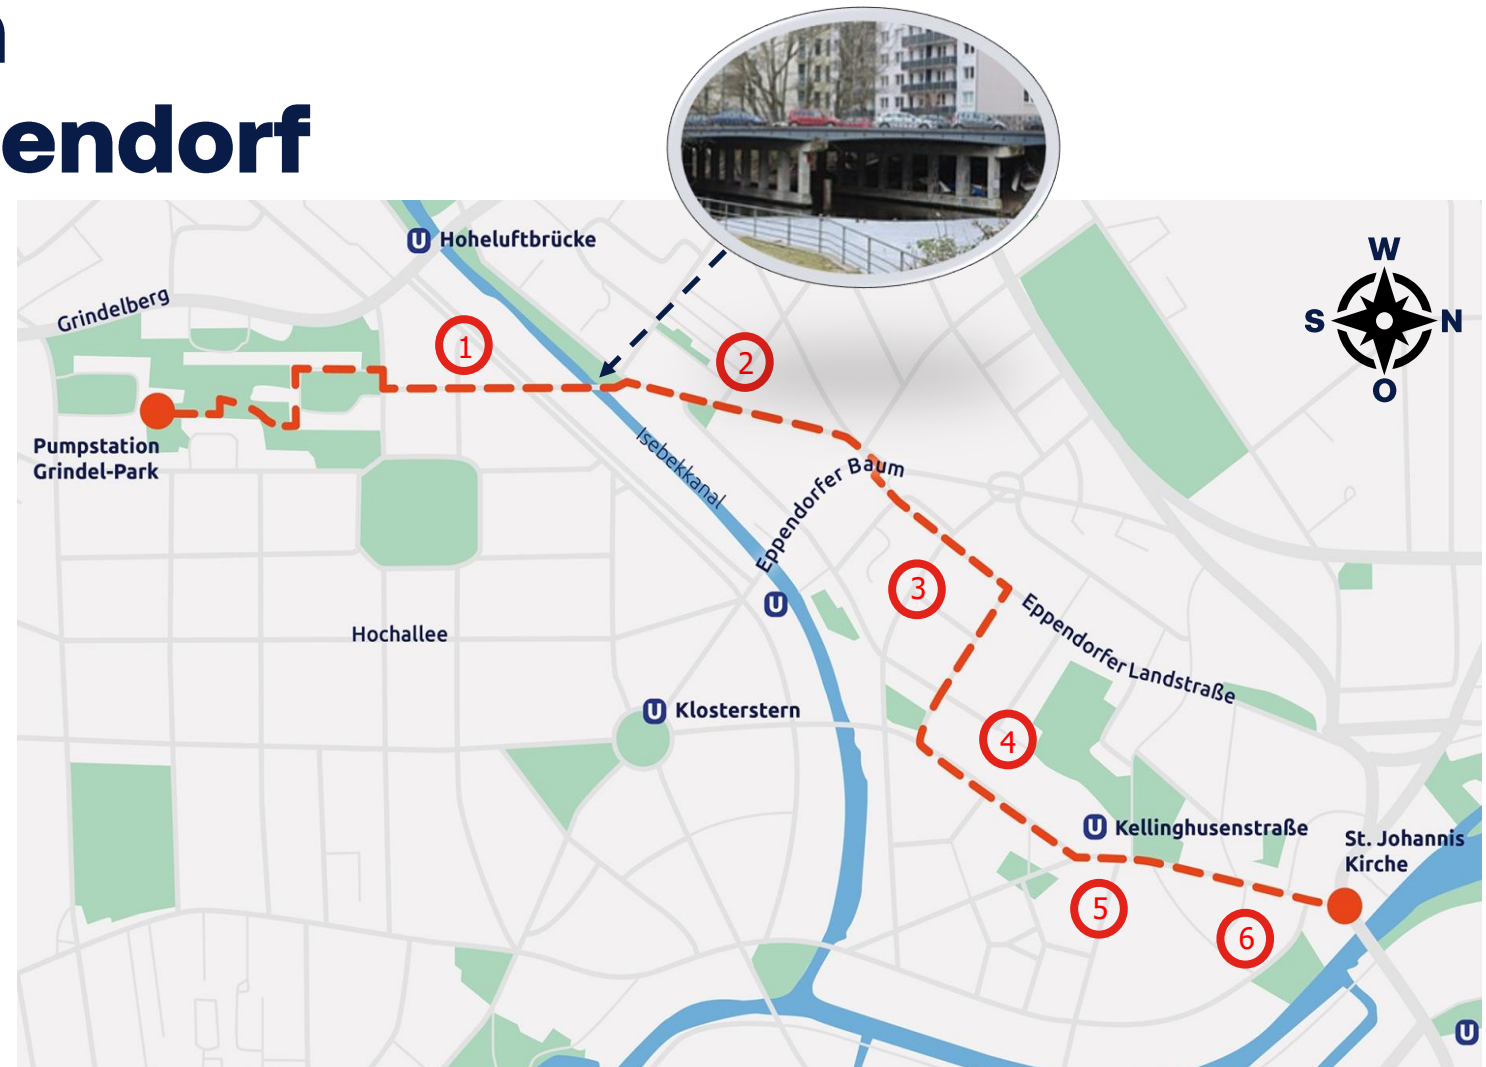 endorf
U Hoheluftbrücke
Grindelberg
W
S
N
O
1
2
Pumpstation
Grindel-Park
Isebekkanal
Eppendorfer Baum
U
3
Eppendorfer Landstraße
Hochallee
U Klosterstern
4
U Kellinghusenstraße
St. Johannis
Kirche
5
6
U